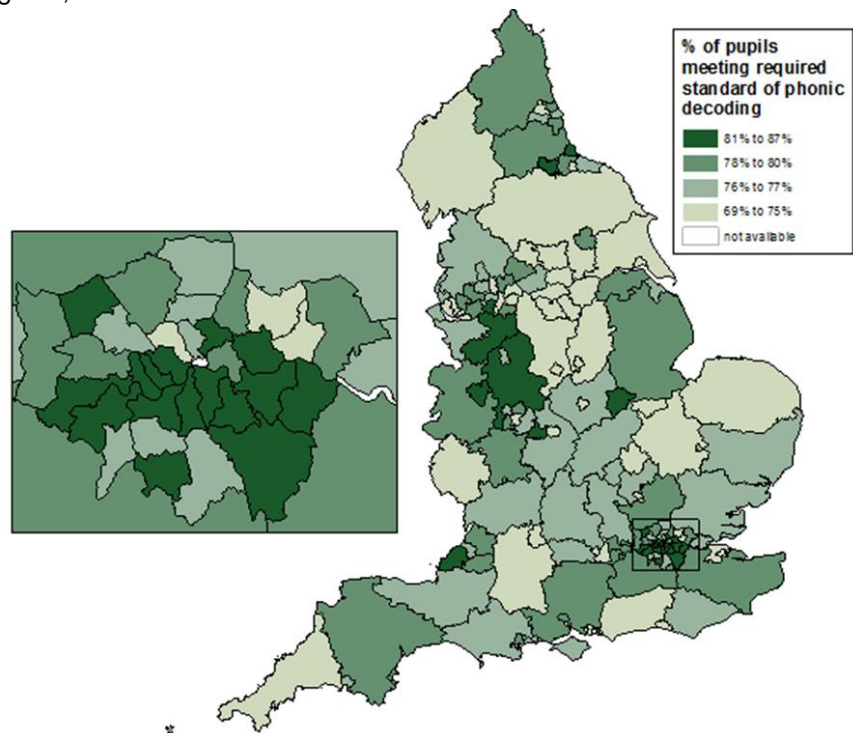 % of pupils
meeting required
standard of phonic
decoding
81% to 87%
78% to 80%
76% to 77%
69% to 75%
not available